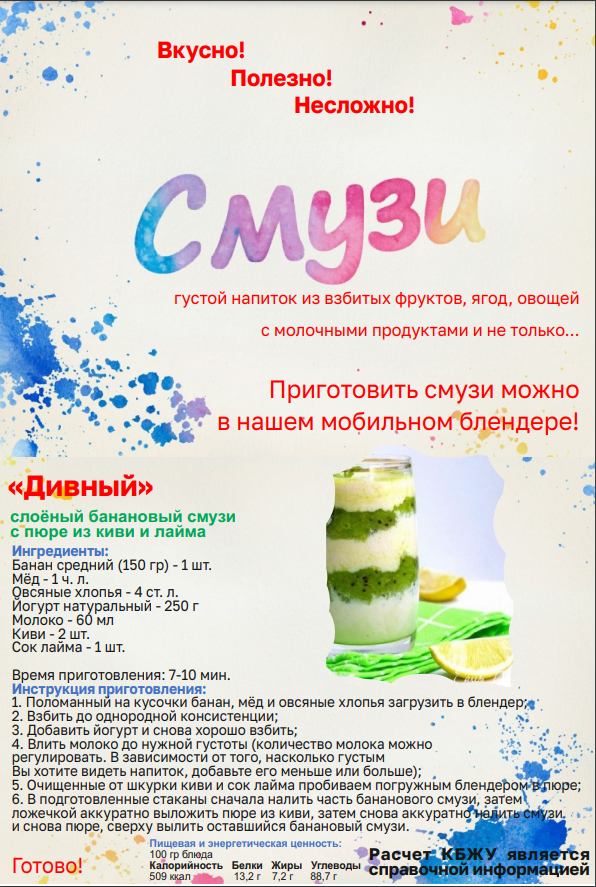 Вкусно!
Полезно!
Несложно!
Смузи
густой напиток из взбитых фруктов, ягод, овощей
с молочными продуктами и не только...
Приготовить смузи можно
в нашем мобильном блендере!
«Дивный»
слоёный банановый смузи
с пюре из киви и лайма
Ингредиенты:
Банан средний (150 гр) - 1 шт.
Мёд - 1 ч. л.
Овсяные хлопья - 4 ст. л.
Йогурт натуральный - 250 г
Молоко - 60 мл
Киви - 2 шт.
Сок лайма - 1 шт.
Время приготовления: 7-10 мин.
Инструкция приготовления:
1. Поломанный на кусочки банан, мёд и овсяные хлопья загрузить в блендер;
2. Взбить до однородной консистенции;
3. Добавить йогурт и снова хорошо взбить;
4. Влить молоко до нужной густоты (количество молока можно
регулировать. В зависимости от того, насколько густым
Вы хотите видеть напиток, добавьте его меньше или больше);
5. Очищенные от шкурки киви и сок лайма пробиваем погружным блендером в пюре;
6. В подготовленные стаканы сначала налить часть бананового смузи, затем
ложечкой аккуратно выложить пюре из киви, затем снова аккуратно налить смузи.
и снова пюре, сверху вылить оставшийся банановый смузи.
Готово!
Пищевая и энергетическая ценность:
100 гр блюда
Калорийность Белки Жиры Углеводы
509 ккал 13,2 г 7,2 г 88,7 г
Расчет КБЖУ является
справочной информацией